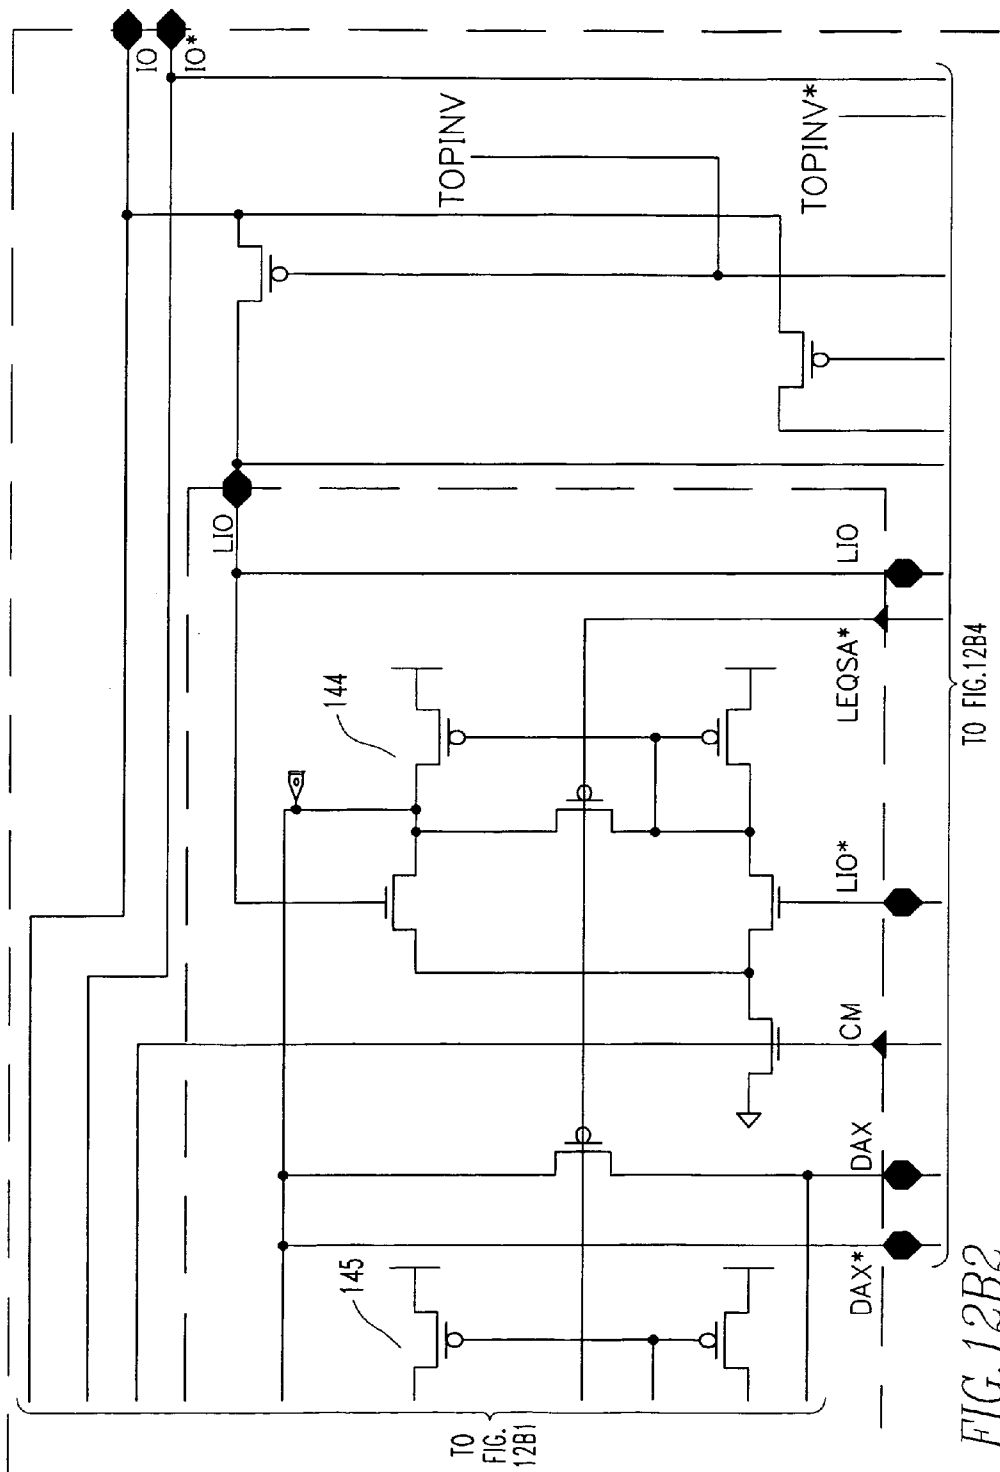 IO
IO*
TOPINV
TOPINV*
LIO
LIO
LEQSA*
144
LIO*
CM
DAX
DAX*
145
TO FIG.12B4
TO
FIG.
12B1
FIG. 12B2